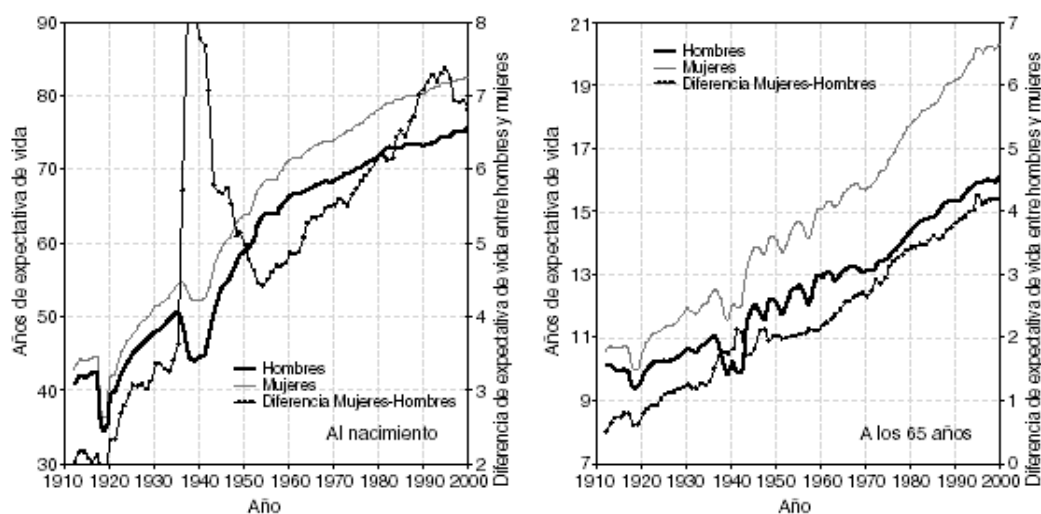 90
80
70
60
50
40
30
8
7
6
5
4
3
2
Años de expectativa de vida
Diferencia de expectativa de vida entre hombres y mujeres
Hombres
Mujeres
Diferencia Mujeres-Hombres
Al nacimiento
1910 1920 1930 1940 1950 1960 1970 1980 1990 2000
Año
21
19
17
15
13
11
9
7
7
6
5
4
3
2
1
0
Años de expectativa de vida
Diferencia de expectativa de vida entre hombres y mujeres
Hombres
Mujeres
Diferencia Mujeres-Hombres
A los 65 años
1910 1920 1930 1940 1950 1960 1970 1980 1990 2000
Año